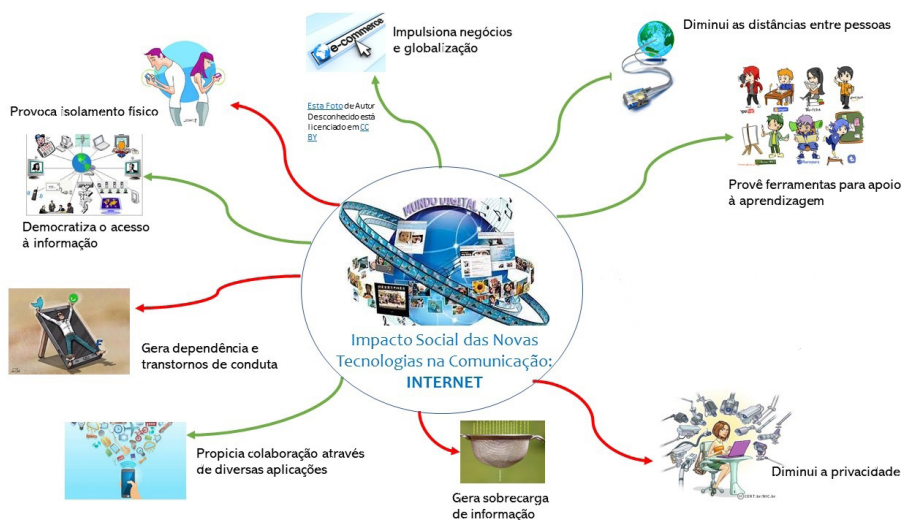 Impulsiona negócios
e globalização
e-commerce
Diminui as distâncias entre pessoas
Provoca isolamento físico
Esta Foto de Autor
Desconhecido está
licenciado em CC
BY
Provê ferramentas para apoio
à aprendizagem
Democratiza o acesso
à informação
MUNDO DIGITAL
Impacto Social das Novas
Tecnologias na Comunicação:
INTERNET
Gera dependência e
transtornos de conduta
Propicia colaboração através
de diversas aplicações
Gera sobrecarga
de informação
Diminui a privacidade